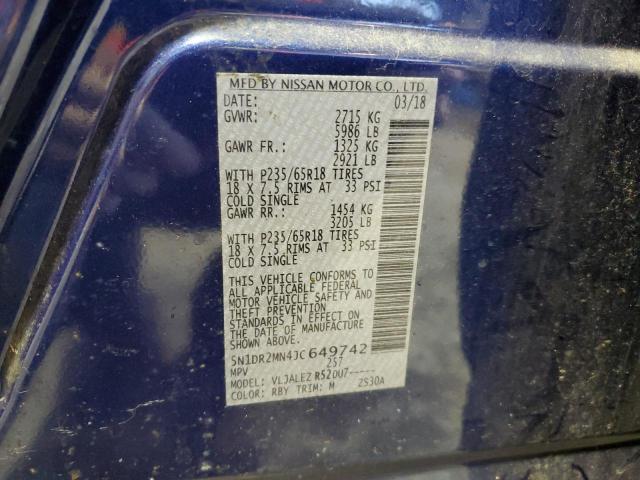 MFD BY NISSAN MOTOR CO., LTD.
DATE: 03/18
GVWR: 2715 KG
5986 LB
GAWR FR.: 1325 KG
2921 LB
WITH P235/65R18 TIRES
18 X 7.5 RIMS AT 33 PSI
COLD SINGLE
GAWR RR.: 1454 KG
3205 LB
WITH P235/65R18 TIRES
18 X 7.5 RIMS AT 33 PSI
COLD SINGLE
THIS VEHICLE CONFORMS TO
ALL APPLICABLE FEDERAL
MOTOR VEHICLE SAFETY AND
THEFT PREVENTION
STANDARDS IN EFFECT ON
THE DATE OF MANUFACTURE
SHOWN ABOVE.
5N1DR2MN4JC649742
MPV 257
MODEL: VLJALEZ R52UU7-----
COLOR: RBY TRIM: M ZS30A